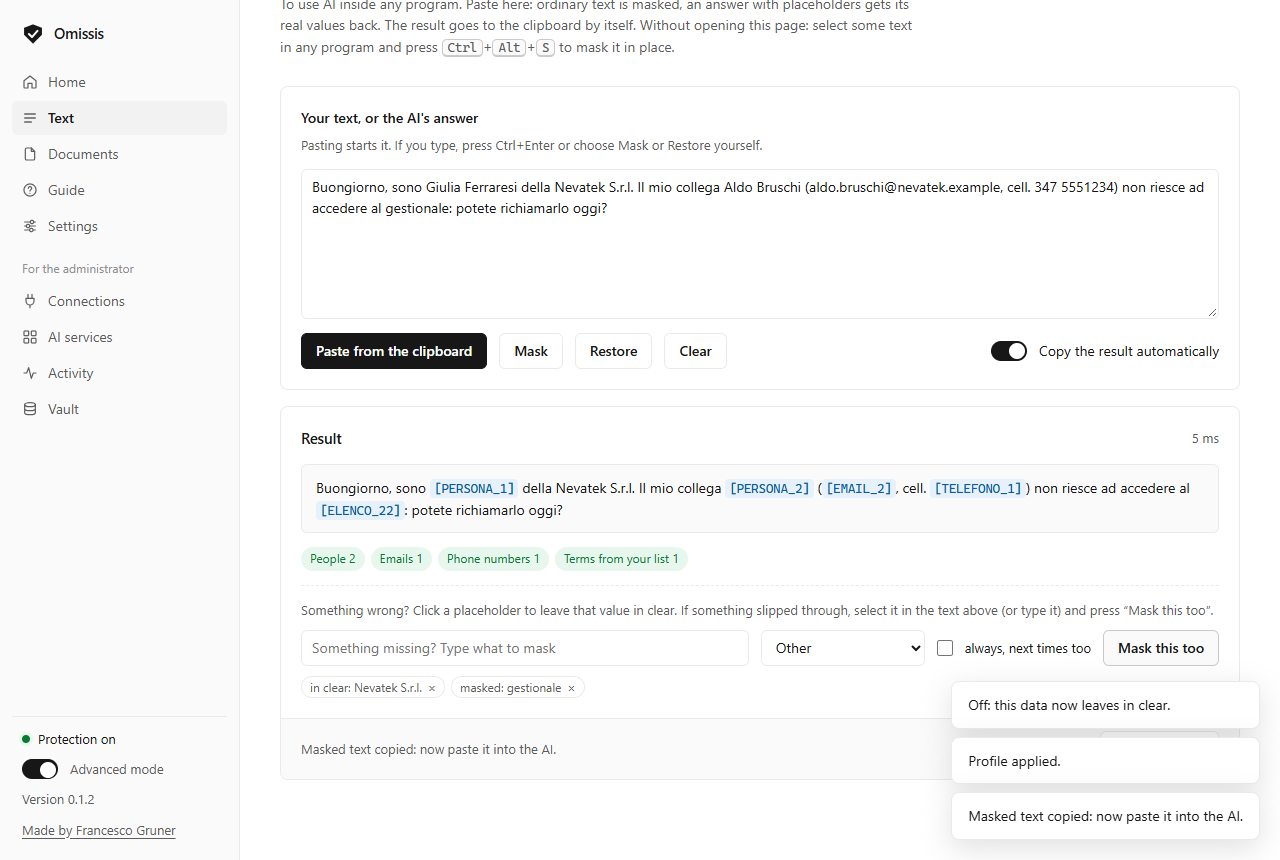 Omissis
Home
Text
Documents
Guide
Settings
For the administrator
Connections
AI services
Activity
Vault
Protection on
Advanced mode
Version 0.1.2
Made by Francesco Gruner
To use AI inside any program. Paste here: ordinary text is masked, an answer with placeholders gets its
real values back. The result goes to the clipboard by itself. Without opening this page: select some text
in any program and press Ctrl+Alt+S to mask it in place.
Your text, or the AI's answer
Pasting starts it. If you type, press Ctrl+Enter or choose Mask or Restore yourself.
Buongiorno, sono Giulia Ferraresi della Nevatek S.r.l. Il mio collega Aldo Bruschi (aldo.bruschi@nevatek.example, cell. 347 5551234) non riesce ad
accedere al gestionale: potete richiamarlo oggi?
Paste from the clipboard Mask Restore Clear Copy the result automatically
Result 5 ms
Buongiorno, sono [PERSONA_1] della Nevatek S.r.l. Il mio collega [PERSONA_2] ( [EMAIL_2] , cell. [TELEFONO_1] ) non riesce ad accedere al
[ELENCO_22] : potete richiamarlo oggi?
People 2 Emails 1 Phone numbers 1 Terms from your list 1
Something wrong? Click a placeholder to leave that value in clear. If something slipped through, select it in the text above (or type it) and press “Mask this too”.
Something missing? Type what to mask Other always, next times too Mask this too
in clear: Nevatek S.r.l. × masked: gestionale ×
Masked text copied: now paste it into the AI.
Off: this data now leaves in clear.
Profile applied.
Masked text copied: now paste it into the AI.